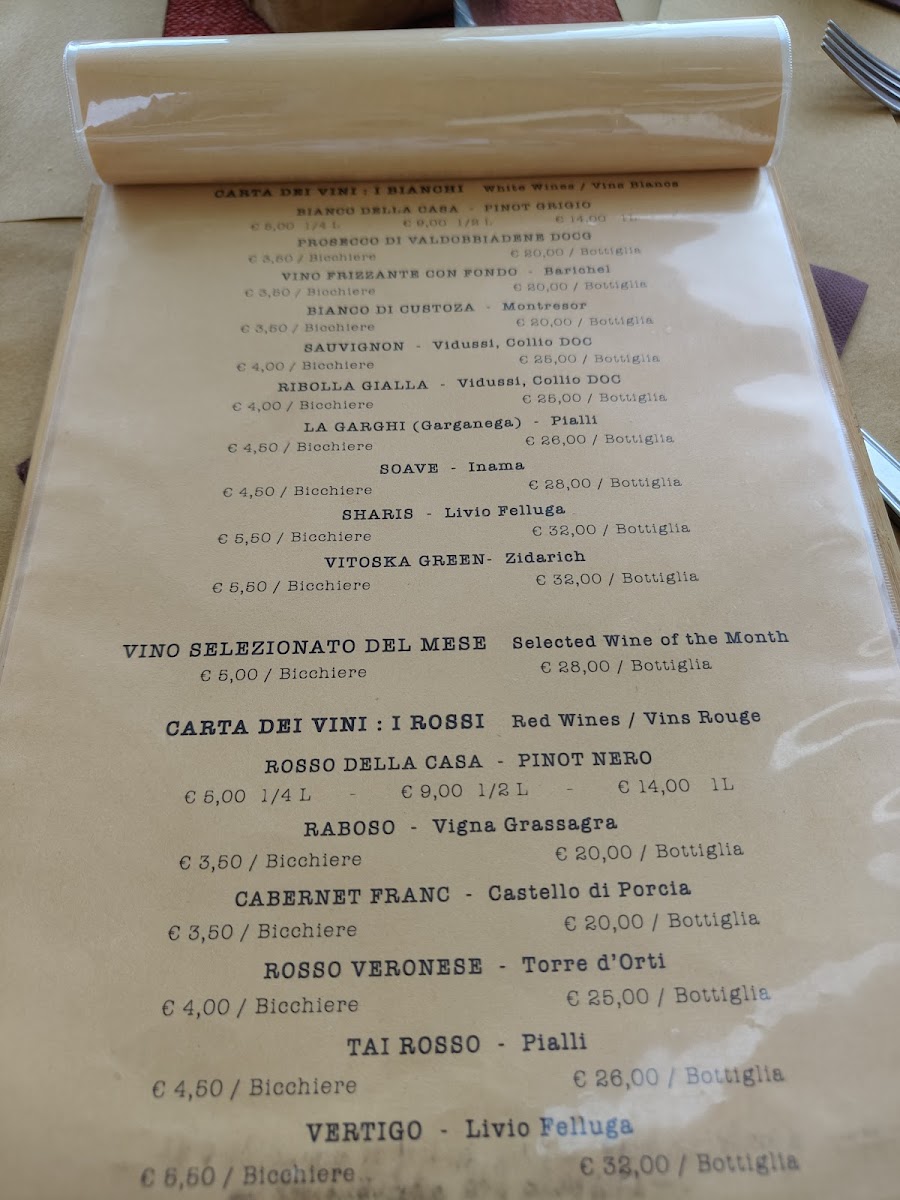 CARTA DEI VINI : I BIANCHI White Wines / Vins Blancs
BIANCO DELLA CASA - PINOT GRIGIO
€ 5,00 1/4 L € 9,00 1/2 L € 14,00 1L
PROSECCO DI VALDOBBIADENE DOCG
€ 3,50 / Bicchiere € 20,00 / Bottiglia
VINO FRIZZANTE CON FONDO - Barichel
€ 3,50 / Bicchiere € 20,00 / Bottiglia
BIANCO DI CUSTOZA - Montresor
€ 3,50 / Bicchiere € 20,00 / Bottiglia
SAUVIGNON - Vidussi, Collio DOC
€ 4,00 / Bicchiere € 25,00 / Bottiglia
RIBOLLA GIALLA - Vidussi, Collio DOC
€ 4,00 / Bicchiere € 25,00 / Bottiglia
LA GARGHI (Garganega) - Pialli
€ 4,50 / Bicchiere € 26,00 / Bottiglia
SOAVE - Inama
€ 4,50 / Bicchiere € 28,00 / Bottiglia
SHARIS - Livio Felluga
€ 5,50 / Bicchiere € 32,00 / Bottiglia
VITOSKA GREEN- Zidarich
€ 5,50 / Bicchiere € 32,00 / Bottiglia
VINO SELEZIONATO DEL MESE Selected Wine of the Month
€ 5,00 / Bicchiere € 28,00 / Bottiglia
CARTA DEI VINI : I ROSSI Red Wines / Vins Rouge
ROSSO DELLA CASA - PINOT NERO
€ 5,00 1/4 L - € 9,00 1/2 L - € 14,00 1L
RABOSO - Vigna Grassagra
€ 3,50 / Bicchiere € 20,00 / Bottiglia
CABERNET FRANC - Castello di Porcia
€ 3,50 / Bicchiere € 20,00 / Bottiglia
ROSSO VERONESE - Torre d'Orti
€ 4,00 / Bicchiere € 25,00 / Bottiglia
TAI ROSSO - Pialli
€ 4,50 / Bicchiere € 26,00 / Bottiglia
VERTIGO - Livio Felluga
€ 5,50 / Bicchiere € 32,00 / Bottiglia